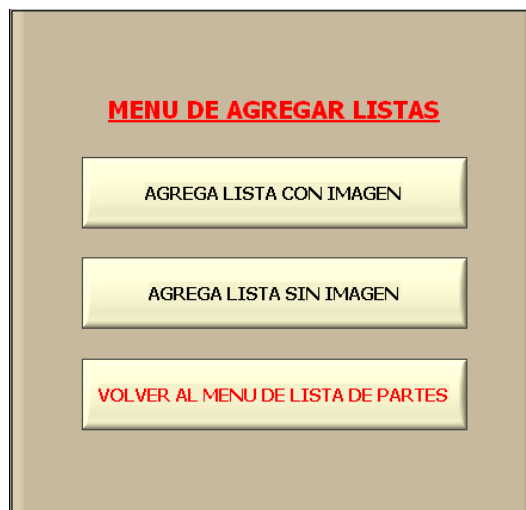 MENU DE AGREGAR LISTAS
AGREGA LISTA CON IMAGEN
AGREGA LISTA SIN IMAGEN
VOLVER AL MENU DE LISTA DE PARTES